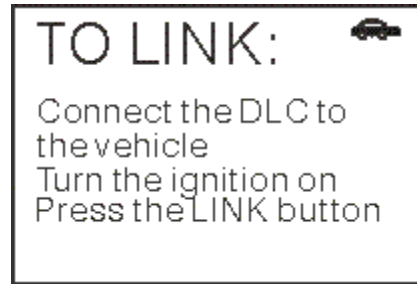 TO LINK:
Connect the DLC to
the vehicle
Turn the ignition on
Press the LINK button